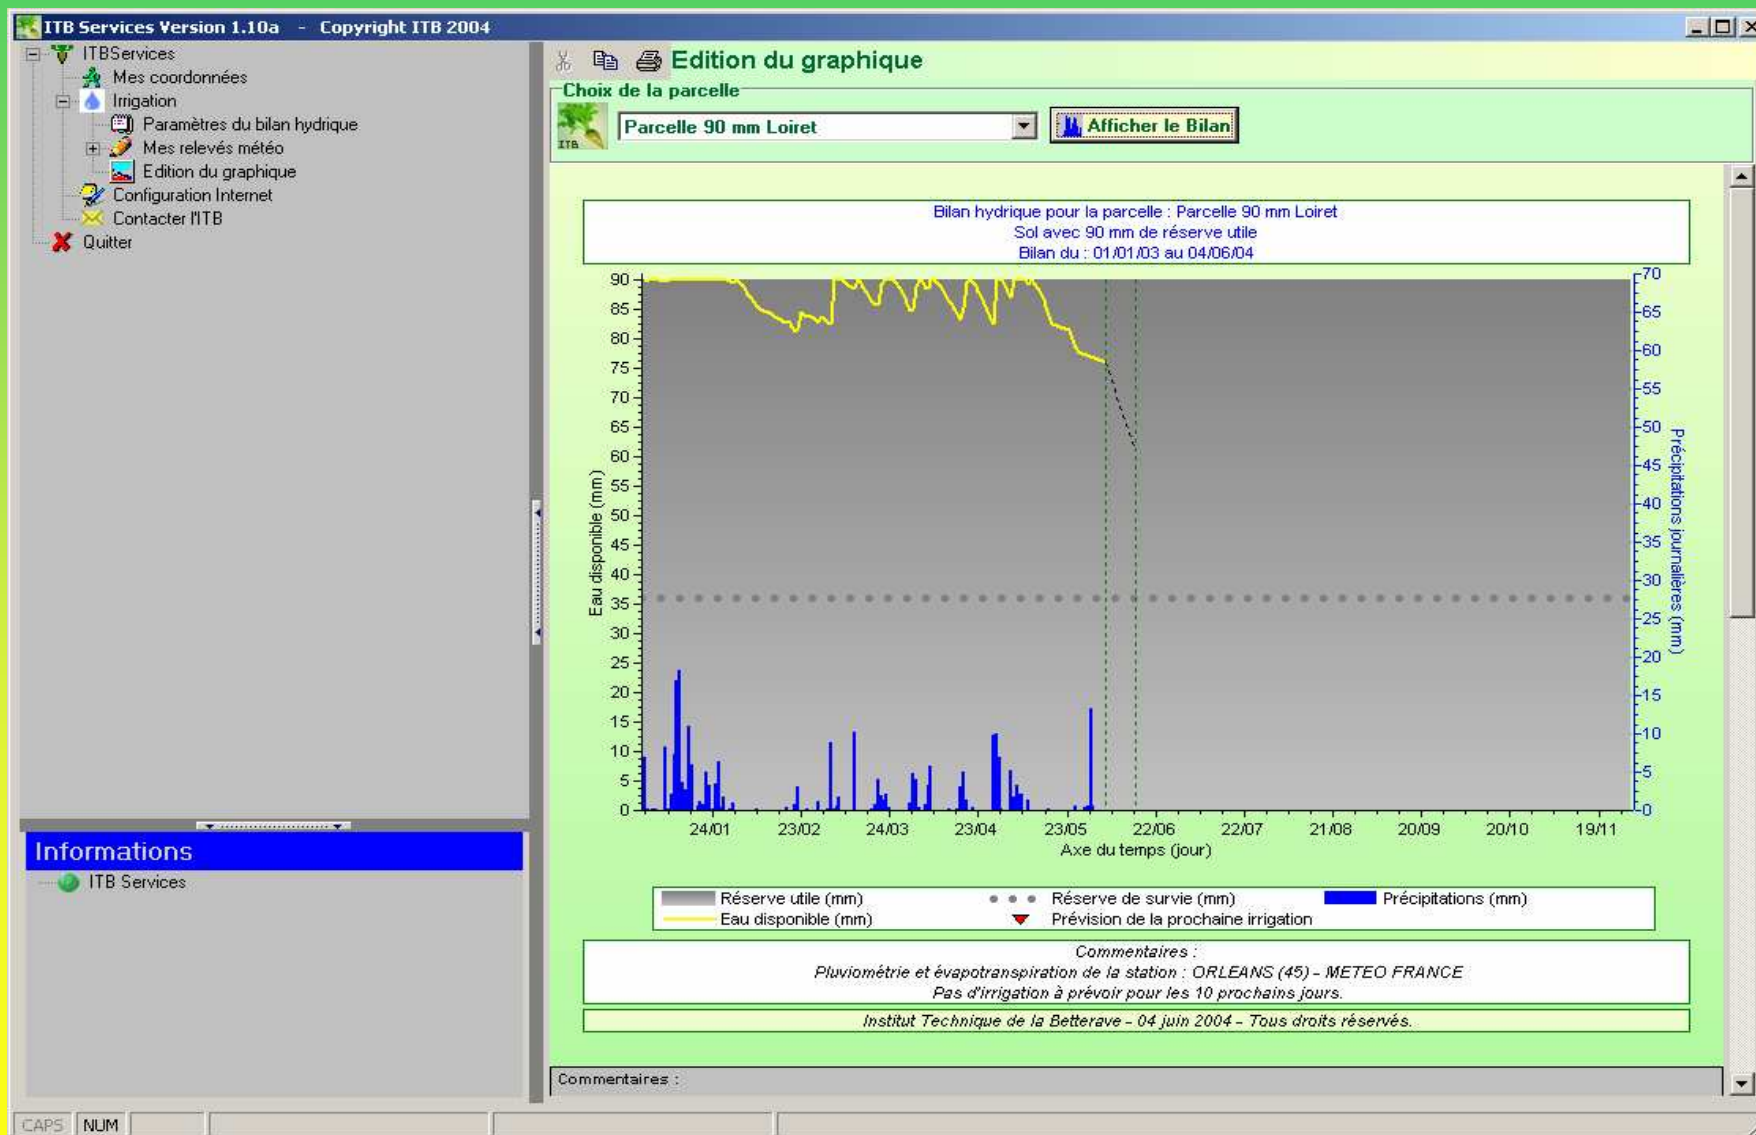 ITB Services Version 1.10a - Copyright ITB 2004
ITBServices
Mes coordonnées
Irrigation
Paramètres du bilan hydrique
Mes relevés météo
Edition du graphique
Configuration Internet
Contacter l'ITB
Quitter
Informations
ITB Services
Edition du graphique
Choix de la parcelle
ITB
Parcelle 90 mm Loiret
Afficher le Bilan
Bilan hydrique pour la parcelle : Parcelle 90 mm Loiret
Sol avec 90 mm de réserve utile
Bilan du : 01/01/03 au 04/06/04
Eau disponible (mm)
90
85
80
75
70
65
60
55
50
45
40
35
30
25
20
15
10
5
0
70
65
60
55
50
45
40
35
30
25
20
15
10
5
0
Précipitations journalières (mm)
24/01 23/02 24/03 23/04 23/05 22/06 22/07 21/08 20/09 20/10 19/11
Axe du temps (jour)
Réserve utile (mm) Réserve de survie (mm) Précipitations (mm)
Eau disponible (mm) Prévision de la prochaine irrigation
Commentaires :
Pluviométrie et évapotranspiration de la station : ORLEANS (45) - METEO FRANCE
Pas d'irrigation à prévoir pour les 10 prochains jours.
Institut Technique de la Betterave - 04 juin 2004 - Tous droits réservés.
Commentaires :
CAPS NUM